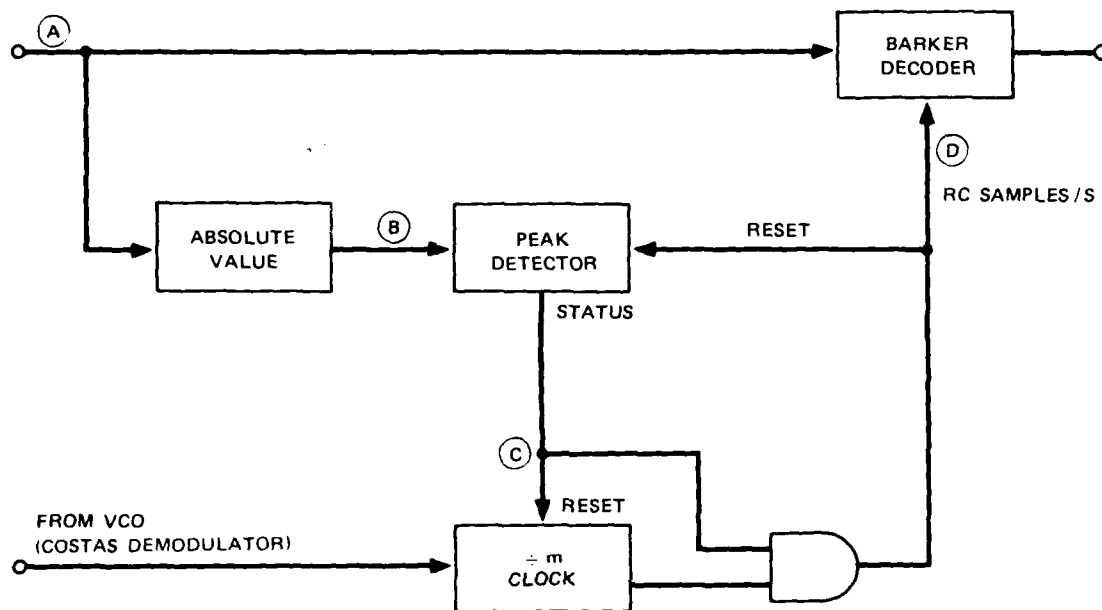 A
BARKER
DECODER
D
RC SAMPLES/S
ABSOLUTE
VALUE
B
PEAK
DETECTOR
RESET
STATUS
C
RESET
FROM VCO
(COSTAS DEMODULATOR)
÷ m
CLOCK